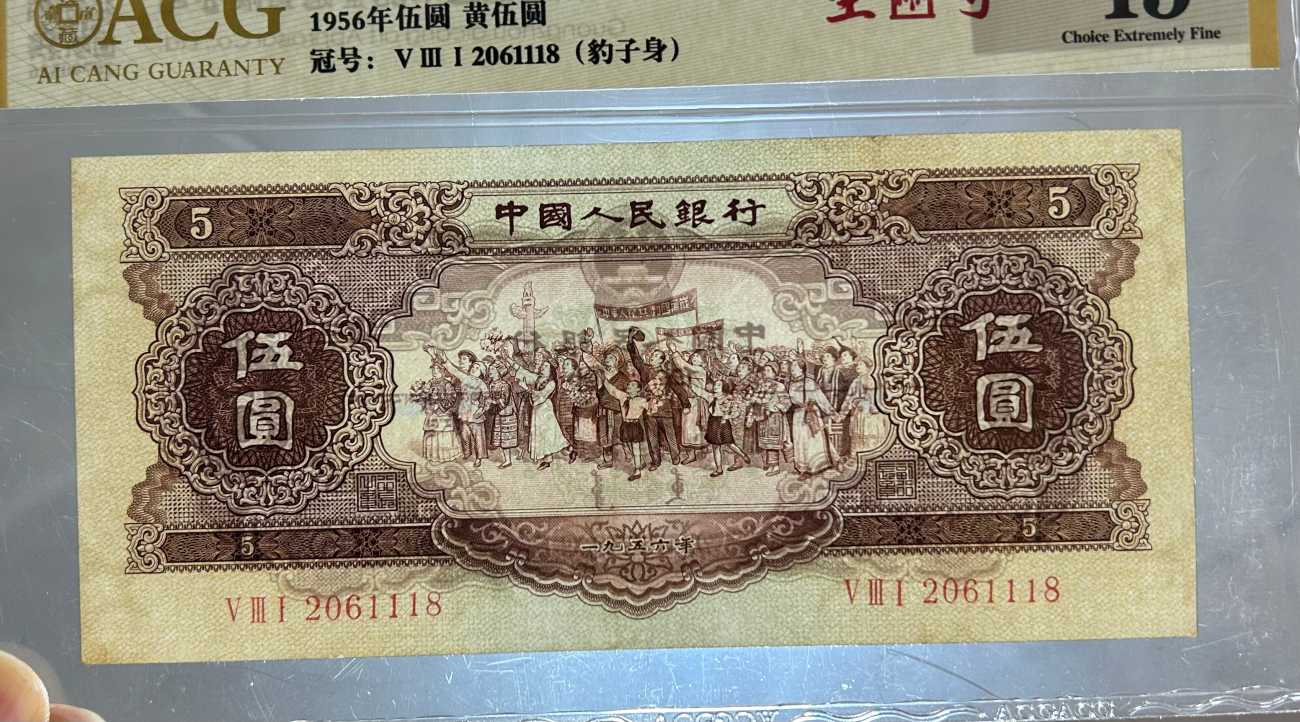 ACG
AI CANG GUARANTY
1956年伍圆 黄伍圆
冠号：ⅤⅢⅠ2061118（豹子身）
Choice Extremely Fine
5
中國人民銀行
5
伍圓
伍圓
5
一九五六年
5
ⅤⅢⅠ 2061118
ⅤⅢⅠ 2061118